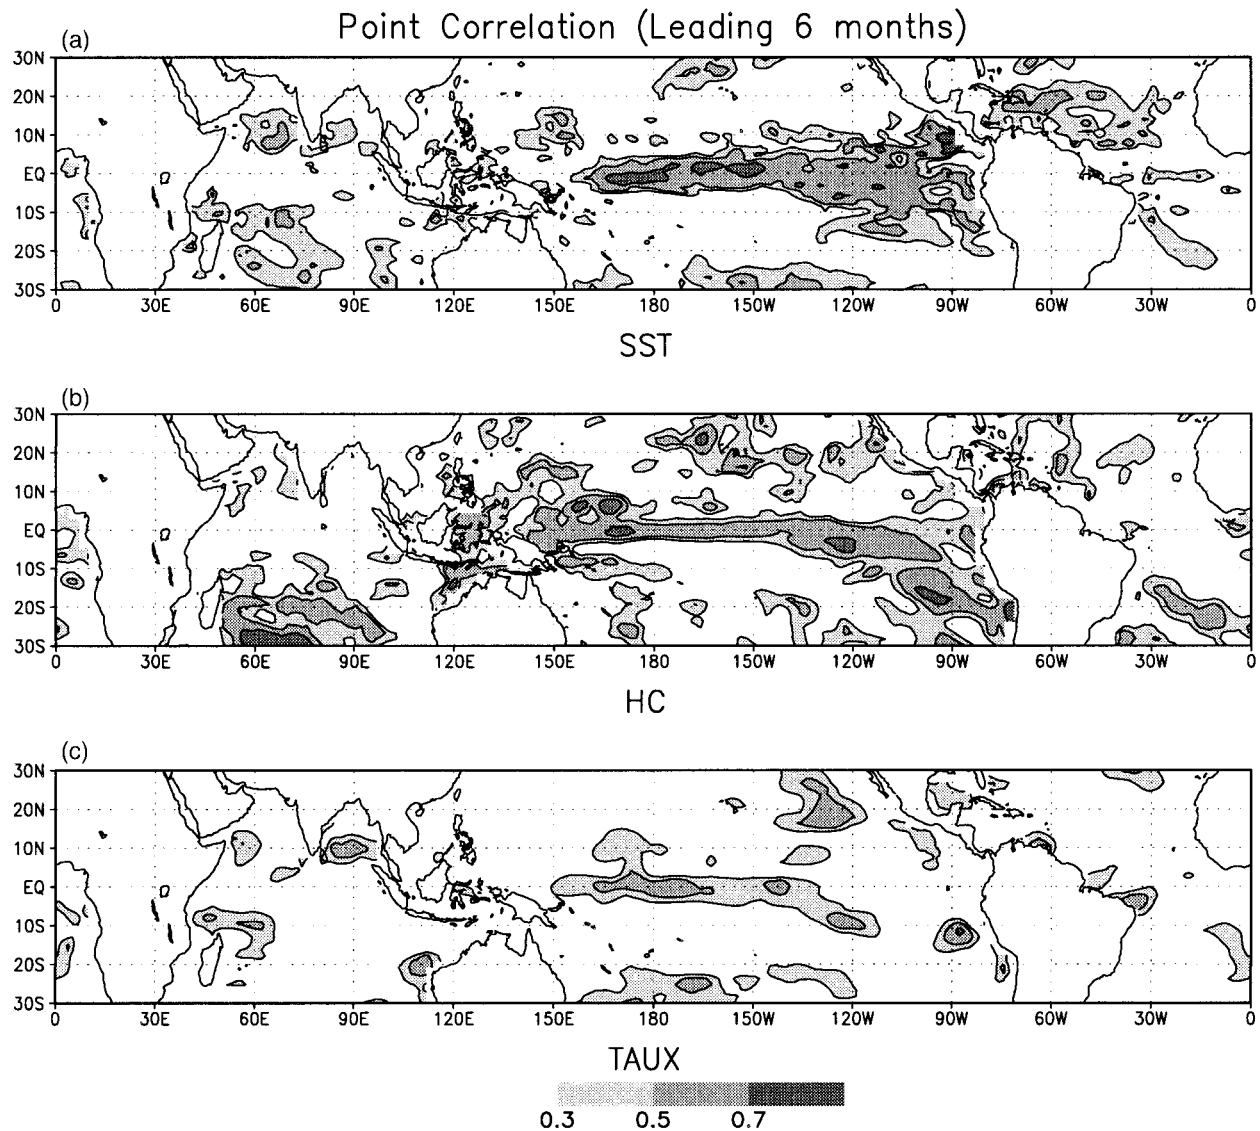 Point Correlation (Leading 6 months)
(a)
30N
20N
10N
EQ
10S
20S
30S
0 30E 60E 90E 120E 150E 180 150W 120W 90W 60W 30W 0
SST
(b)
30N
20N
10N
EQ
10S
20S
30S
0 30E 60E 90E 120E 150E 180 150W 120W 90W 60W 30W 0
HC
(c)
30N
20N
10N
EQ
10S
20S
30S
0 30E 60E 90E 120E 150E 180 150W 120W 90W 60W 30W 0
TAUX
0.3 0.5 0.7